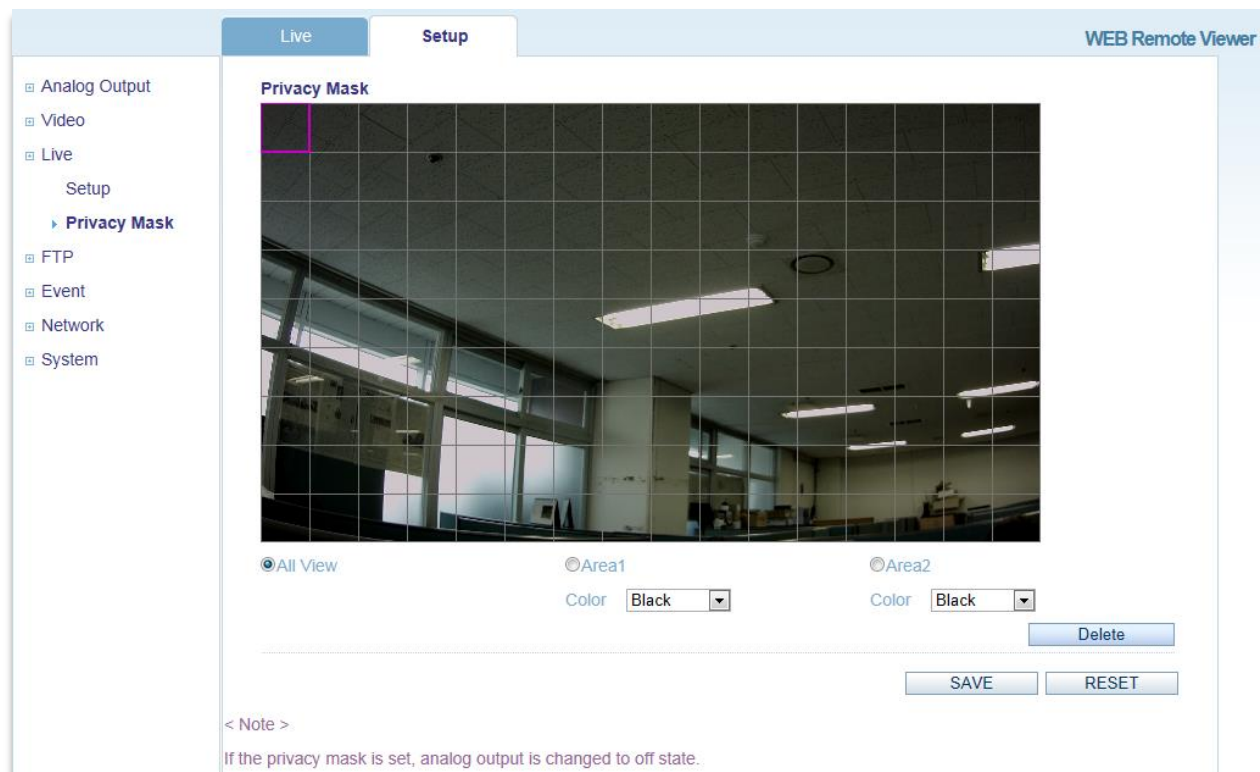 Live
Setup
WEB Remote Viewer
Analog Output
Video
Live
Setup
Privacy Mask
FTP
Event
Network
System
Privacy Mask
All View
Area1
Area2
Color Black
Color Black
Delete
SAVE
RESET
< Note >
If the privacy mask is set, analog output is changed to off state.